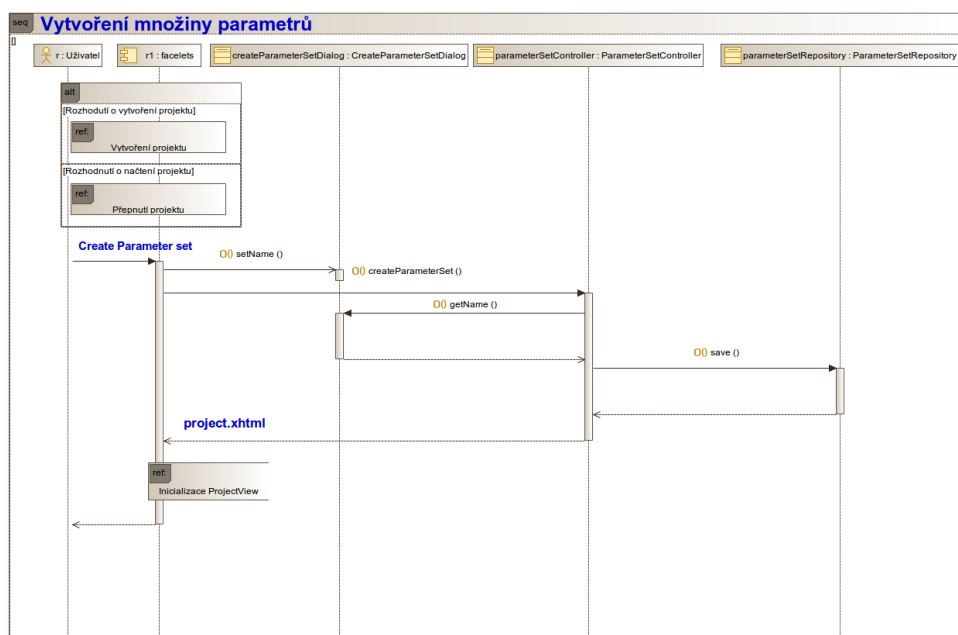 seq Vytvoření množiny parametrů
[]
r : Uživatel
r1 : facelets
createParameterSetDialog : CreateParameterSetDialog
parameterSetController : ParameterSetController
parameterSetRepository : ParameterSetRepository
alt
[Rozhodutí o vytvoření projektu]
ref:
Vytvoření projektu
[Rozhodnutí o načtení projektu]
ref:
Přepnutí projektu
Create Parameter set
O() setName ()
O() createParameterSet ()
O() getName ()
O() save ()
project.xhtml
ref:
Inicializace ProjectView